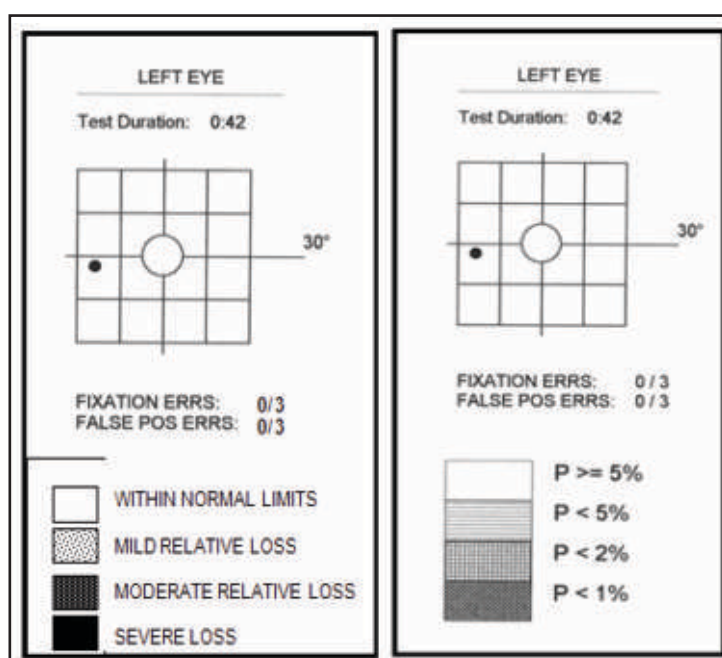 LEFT EYE
Test Duration: 0:42
30°
FIXATION ERRS: 0/3
FALSE POS ERRS: 0/3
WITHIN NORMAL LIMITS
MILD RELATIVE LOSS
MODERATE RELATIVE LOSS
SEVERE LOSS
LEFT EYE
Test Duration: 0:42
30°
FIXATION ERRS: 0 / 3
FALSE POS ERRS: 0 / 3
P >= 5%
P < 5%
P < 2%
P < 1%